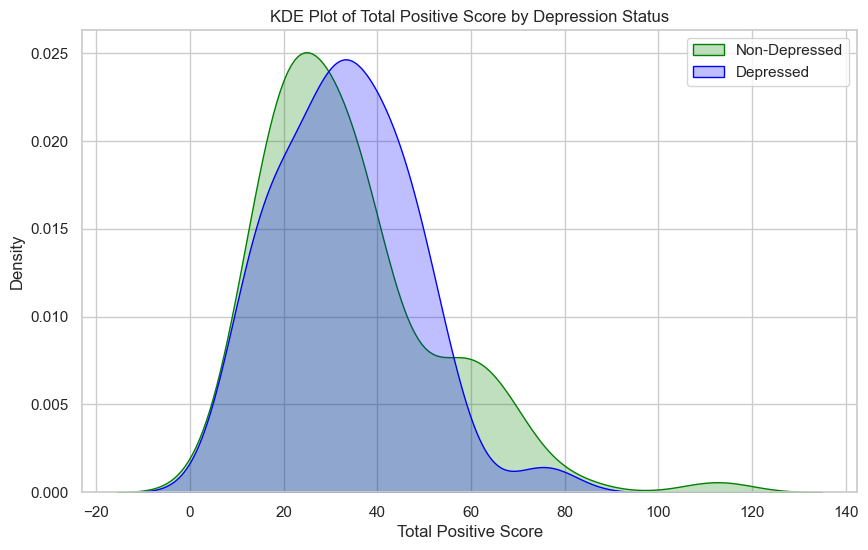 KDE Plot of Total Positive Score by Depression Status
Non-Depressed
Depressed
0.025
0.020
0.015
0.010
0.005
0.000
Density
−20 0 20 40 60 80 100 120 140
Total Positive Score